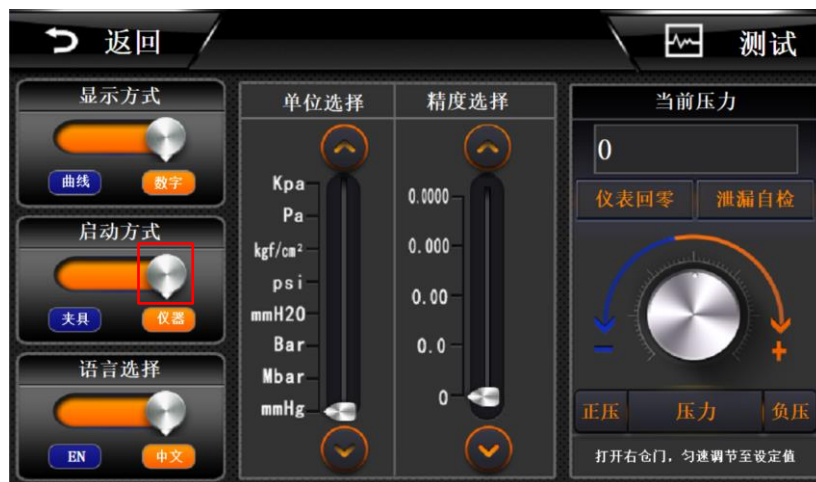 返回
测试
显示方式
曲线
数字
启动方式
夹具
仪器
语言选择
EN
中文
单位选择
Kpa
Pa
kgf/cm²
psi
mmH2O
Bar
Mbar
mmHg
精度选择
0.0000
0.000
0.00
0.0
0
当前压力
0
仪表回零
泄漏自检
－
+
正压
压力
负压
打开右仓门，匀速调节至设定值